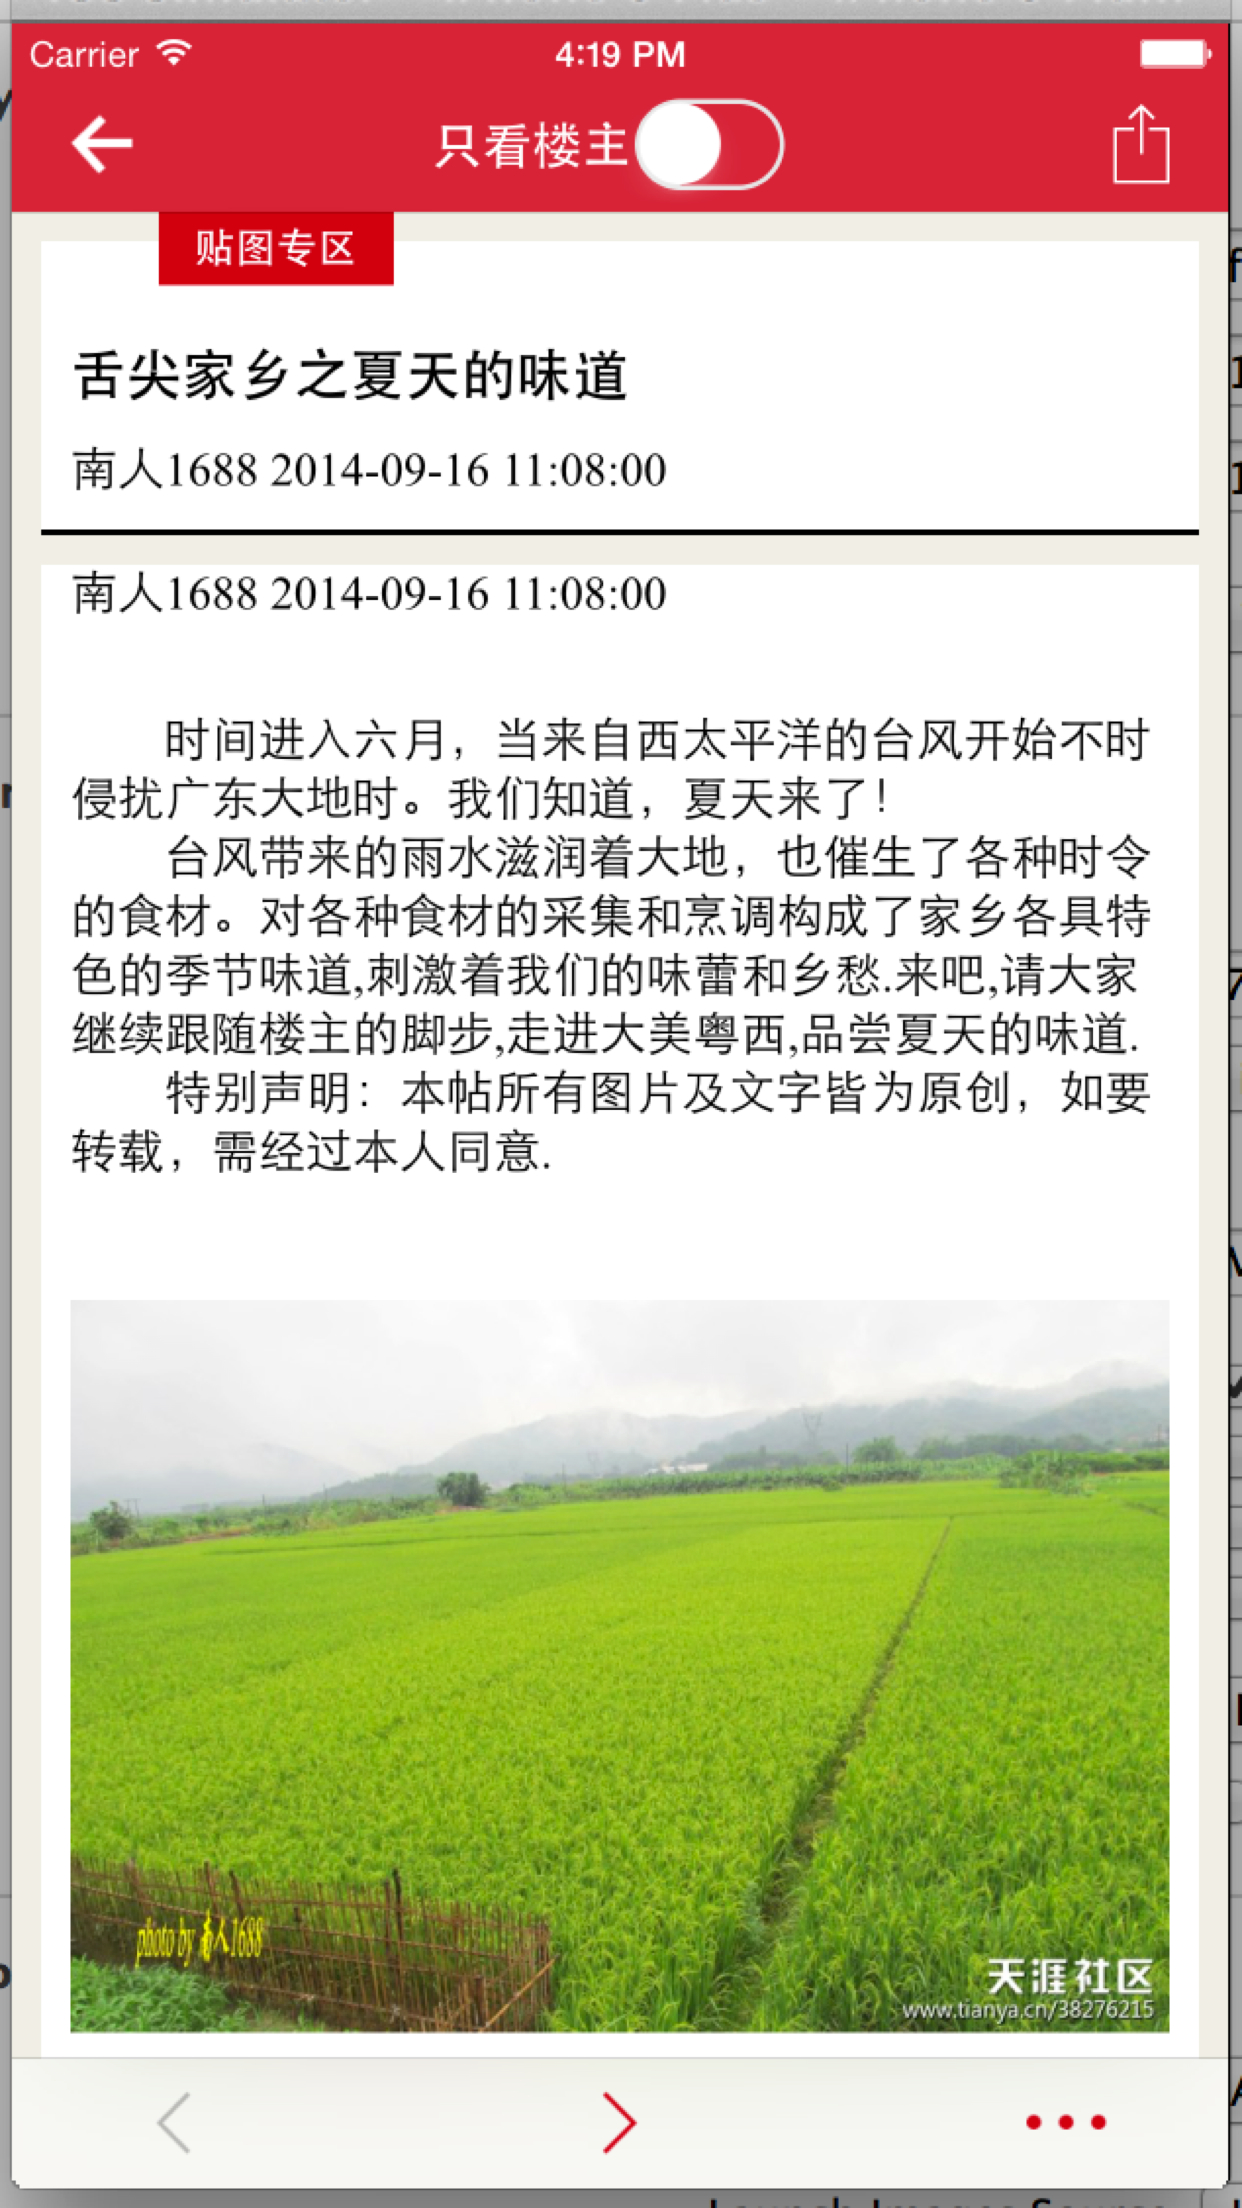 Carrier
4:19 PM
只看楼主
贴图专区
舌尖家乡之夏天的味道
南人1688 2014-09-16 11:08:00
南人1688 2014-09-16 11:08:00
时间进入六月，当来自西太平洋的台风开始不时
侵扰广东大地时。我们知道，夏天来了！
台风带来的雨水滋润着大地，也催生了各种时令
的食材。对各种食材的采集和烹调构成了家乡各具特
色的季节味道,刺激着我们的味蕾和乡愁.来吧,请大家
继续跟随楼主的脚步,走进大美粤西,品尝夏天的味道.
特别声明：本帖所有图片及文字皆为原创，如要
转载，需经过本人同意.
photo by 南人1688
天涯社区
www.tianya.cn/38276215